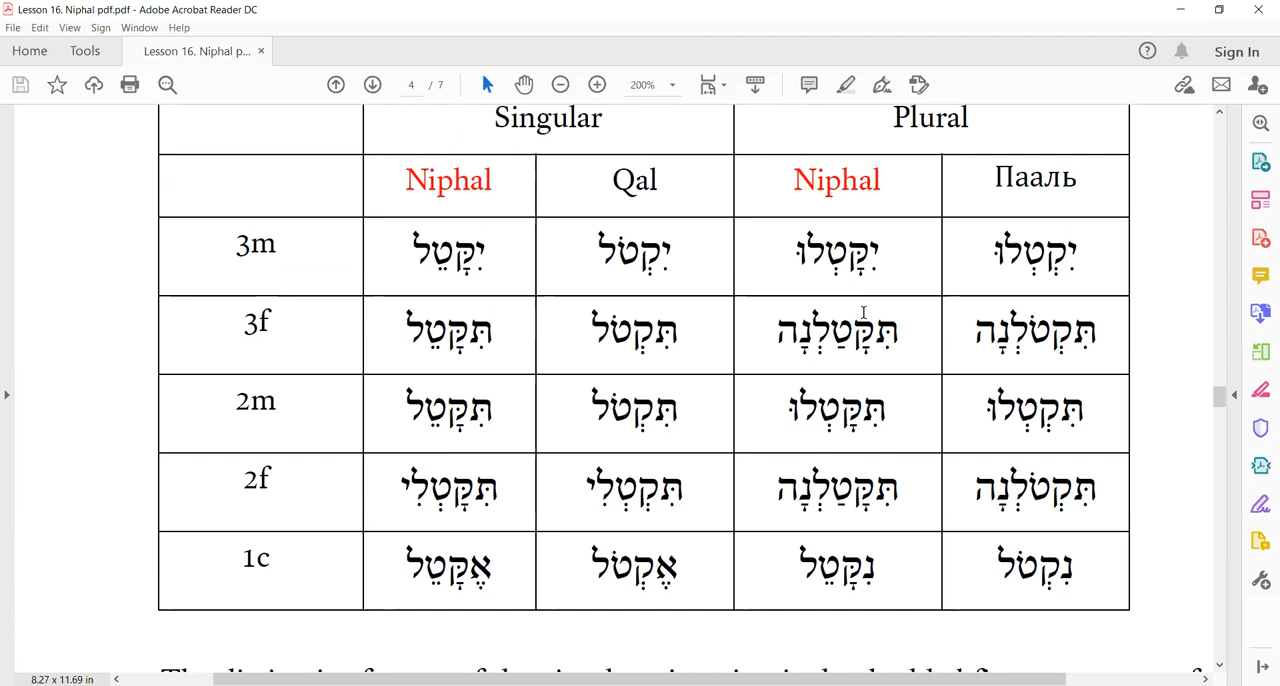 Lesson 16. Niphal pdf.pdf - Adobe Acrobat Reader DC
File Edit View Sign Window Help
Home Tools Lesson 16. Niphal p... × Sign In
4 / 7 200%
Singular Plural
Niphal Qal Niphal Пааль
3m יִקָּטֵל יִקְטֹל יִקָּטְלוּ יִקְטְלוּ
3f תִּקָּטֵל תִּקְטֹל תִּקָּטַלְנָה תִּקְטֹלְנָה
2m תִּקָּטֵל תִּקְטֹל תִּקָּטְלוּ תִּקְטְלוּ
2f תִּקָּטְלִי תִּקְטְלִי תִּקָּטַלְנָה תִּקְטֹלְנָה
1c אֶקָּטֵל אֶקְטֹל נִקָּטֵל נִקְטֹל
8.27 x 11.69 in